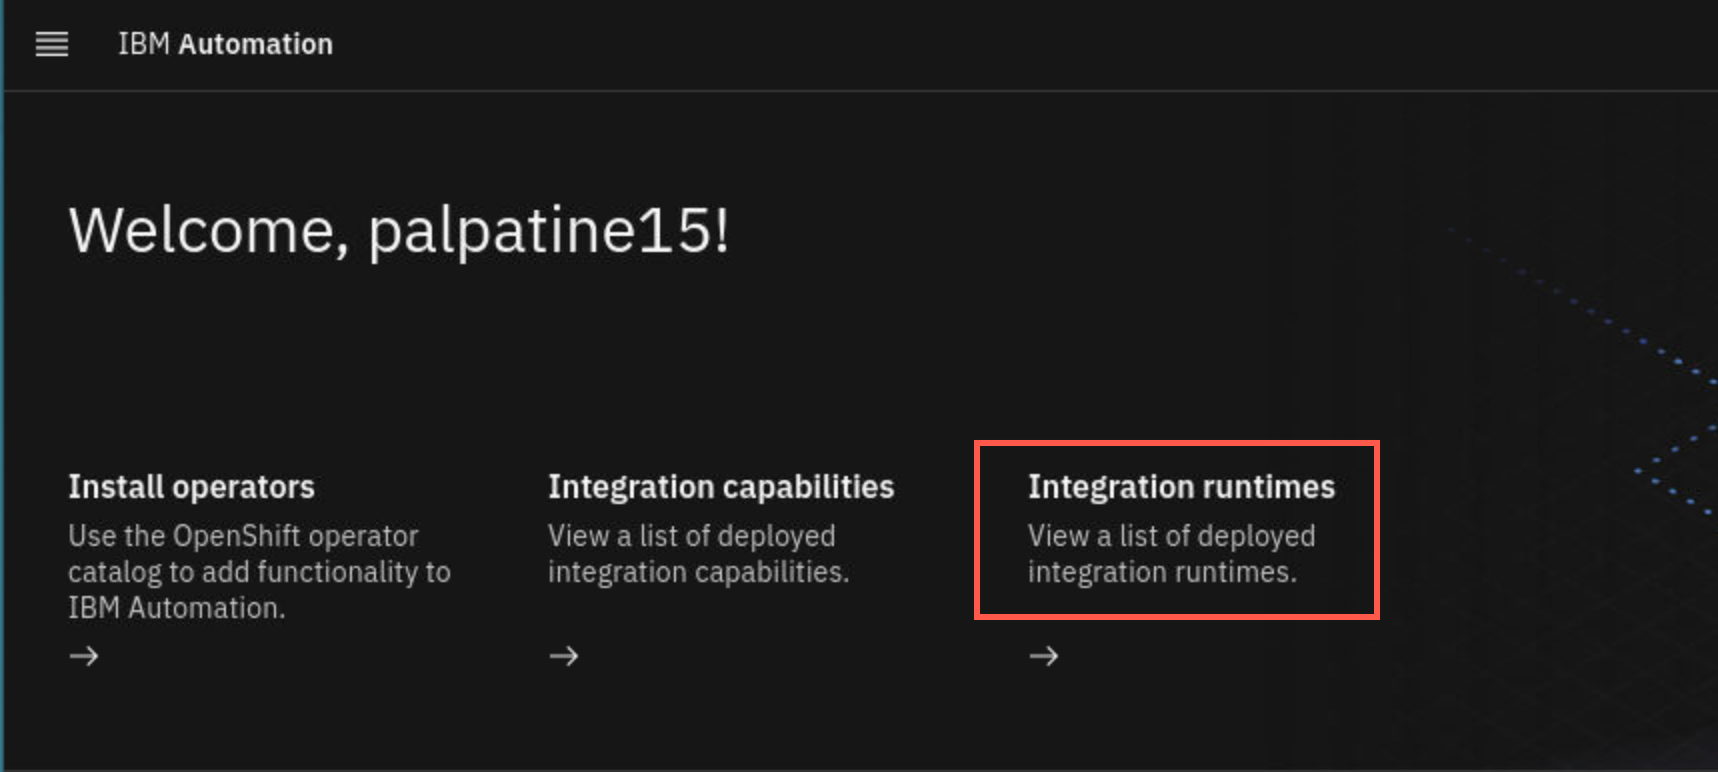 IBM Automation
Welcome, palpatine15!
Install operators
Use the OpenShift operator
catalog to add functionality to
IBM Automation.
Integration capabilities
View a list of deployed
integration capabilities.
Integration runtimes
View a list of deployed
integration runtimes.